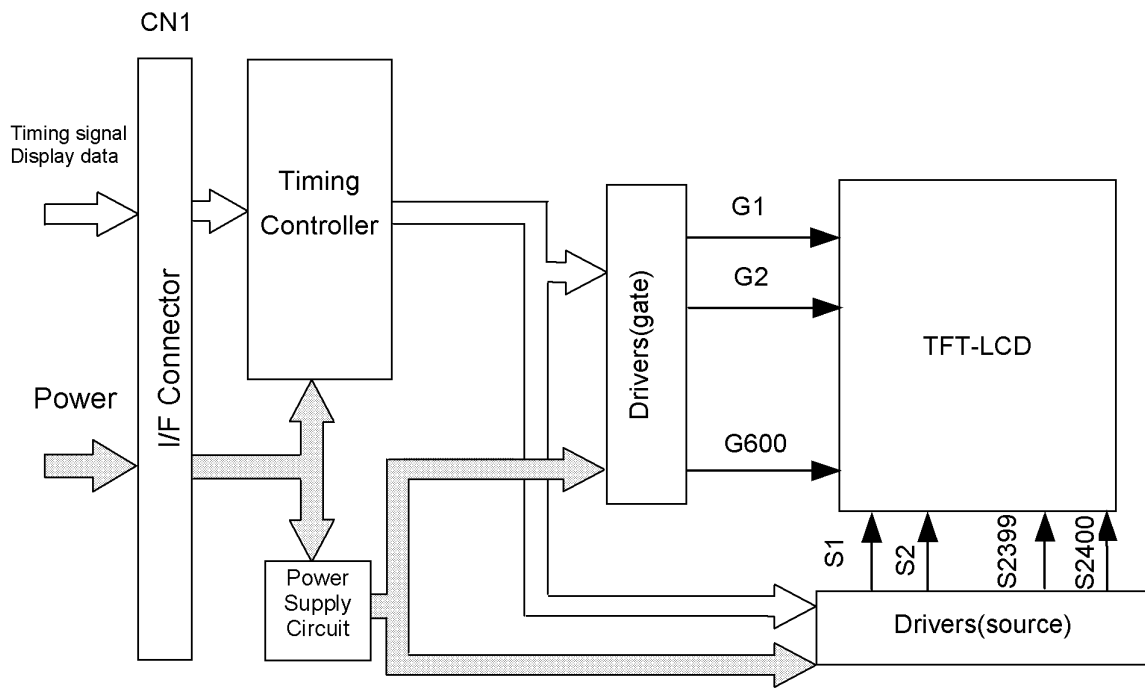 CN1
Timing signal
Display data
Power
I/F Connector
Timing
Controller
Power
Supply
Circuit
Drivers(gate)
G1
G2
G600
TFT-LCD
S1
S2
S2399
S2400
Drivers(source)